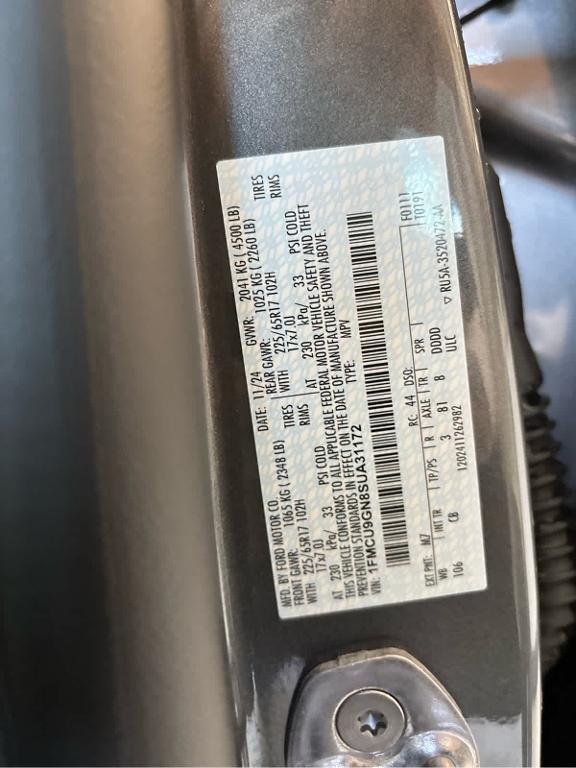 MFD. BY FORD MOTOR CO. DATE: 11/24 GVWR: 2041 KG ( 4500 LB)
FRONT GAWR: 1065 KG ( 2348 LB) REAR GAWR: 1025 KG ( 2260 LB)
WITH 225/65R17 102H TIRES WITH 225/65R17 102H TIRES
17x7.0J RIMS 17x7.0J RIMS
AT 230 kPa/ 33 PSI COLD AT 230 kPa/ 33 PSI COLD
THIS VEHICLE CONFORMS TO ALL APPLICABLE FEDERAL MOTOR VEHICLE SAFETY AND THEFT
PREVENTION STANDARDS IN EFFECT ON THE DATE OF MANUFACTURE SHOWN ABOVE.
VIN: 1FMCU9GN8SUA31172 TYPE: MPV
F0111
T0191
EXT PNT: M7 RC: 44 DSO:
WB INT TR TP/PS R AXLE TR SPR
106 CB 3 81 B DDDD
ULC
1202411262982 ▽ RU5A-3520472-AA